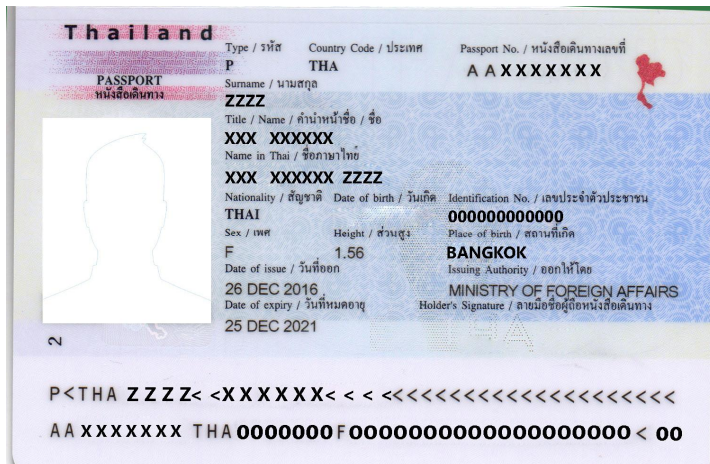 Thailand
PASSPORT
หนังสือเดินทาง
Type / รหัส Country Code / ประเทศ Passport No. / หนังสือเดินทางเลขที่
P THA A A X X X X X X X
Surname / นามสกุล
ZZZZ
Title / Name / คำนำหน้าชื่อ / ชื่อ
XXX XXXXXX
Name in Thai / ชื่อภาษาไทย
XXX XXXXXX ZZZZ
Nationality / สัญชาติ Date of birth / วันเกิด Identification No. / เลขประจำตัวประชาชน
THAI 000000000000
Sex / เพศ Height / ส่วนสูง Place of birth / สถานที่เกิด
F 1.56 BANGKOK
Date of issue / วันที่ออก Issuing Authority / ออกให้โดย
26 DEC 2016 MINISTRY OF FOREIGN AFFAIRS
Date of expiry / วันที่หมดอายุ Holder's Signature / ลายมือชื่อผู้ถือหนังสือเดินทาง
25 DEC 2021
2
P<THA Z Z Z Z< <X X X X X X< < < <<<<<<<<<<<<<<<<<<<<<
A A X X X X X X X T H A 0000000 F 0000000000000000000 < 00